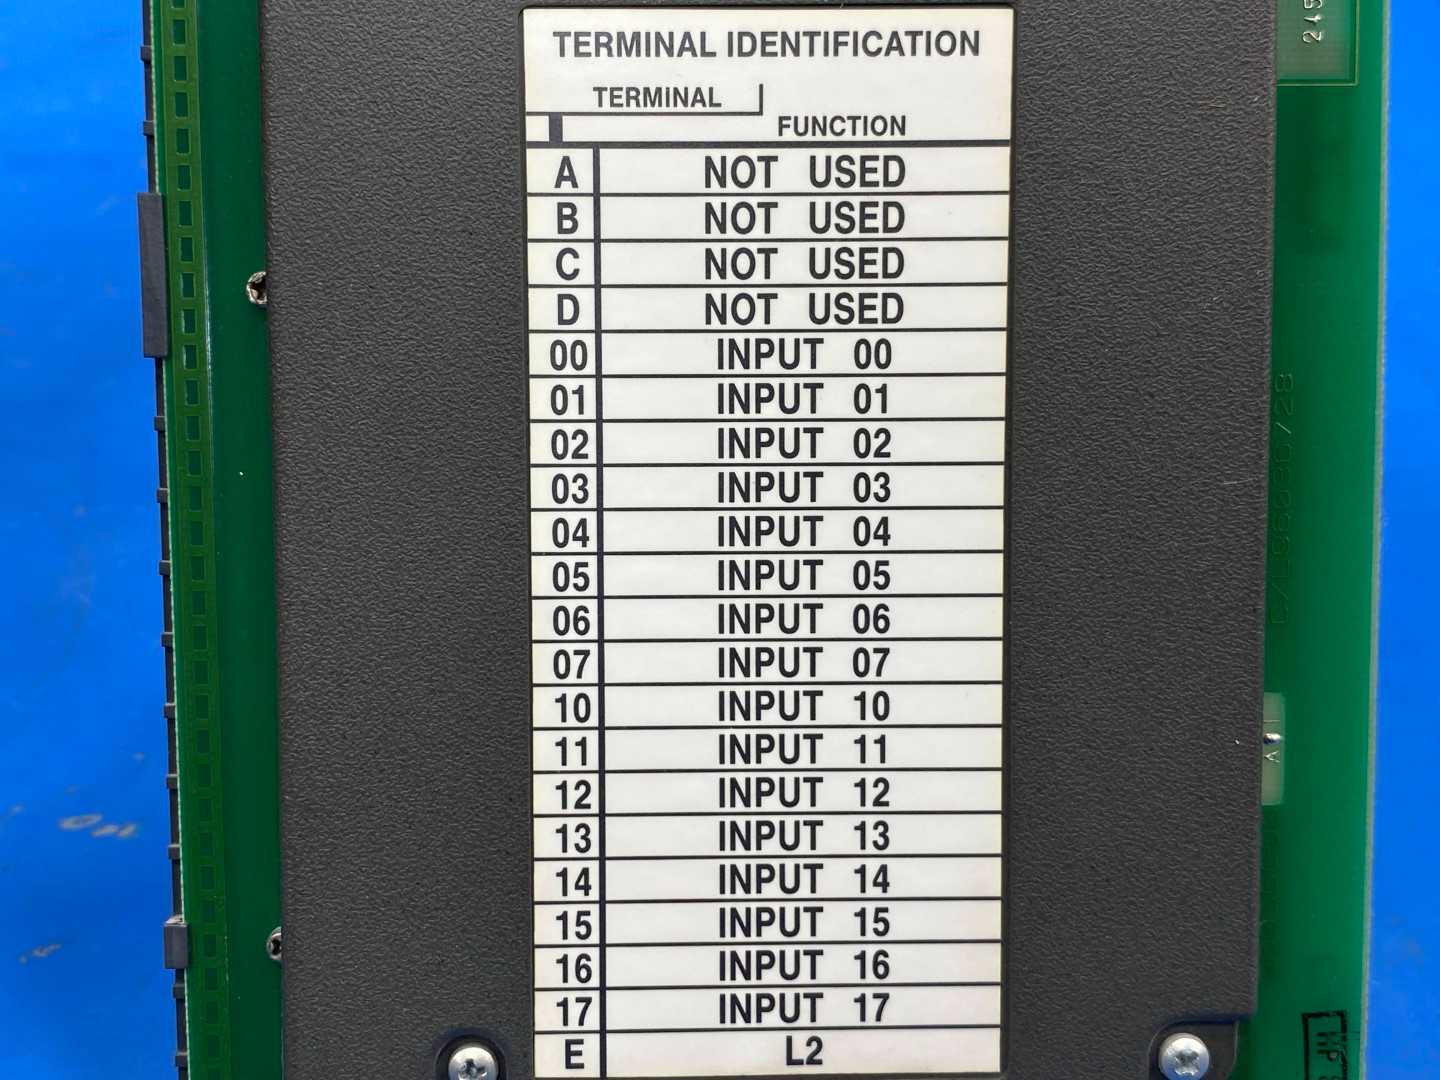 TERMINAL IDENTIFICATION
TERMINAL
FUNCTION
A NOT USED
B NOT USED
C NOT USED
D NOT USED
00 INPUT 00
01 INPUT 01
02 INPUT 02
03 INPUT 03
04 INPUT 04
05 INPUT 05
06 INPUT 06
07 INPUT 07
10 INPUT 10
11 INPUT 11
12 INPUT 12
13 INPUT 13
14 INPUT 14
15 INPUT 15
16 INPUT 16
17 INPUT 17
E L2
245
A